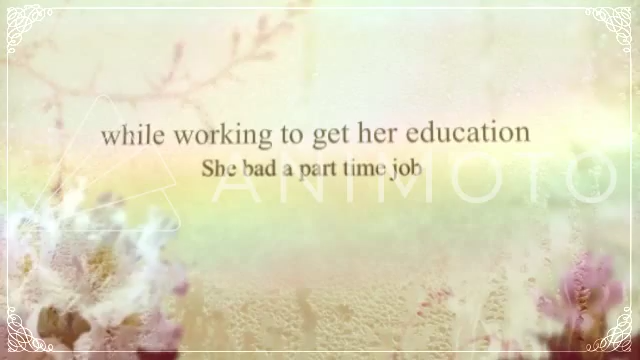 while working to get her education
She bad a part time job
ANIMOTO